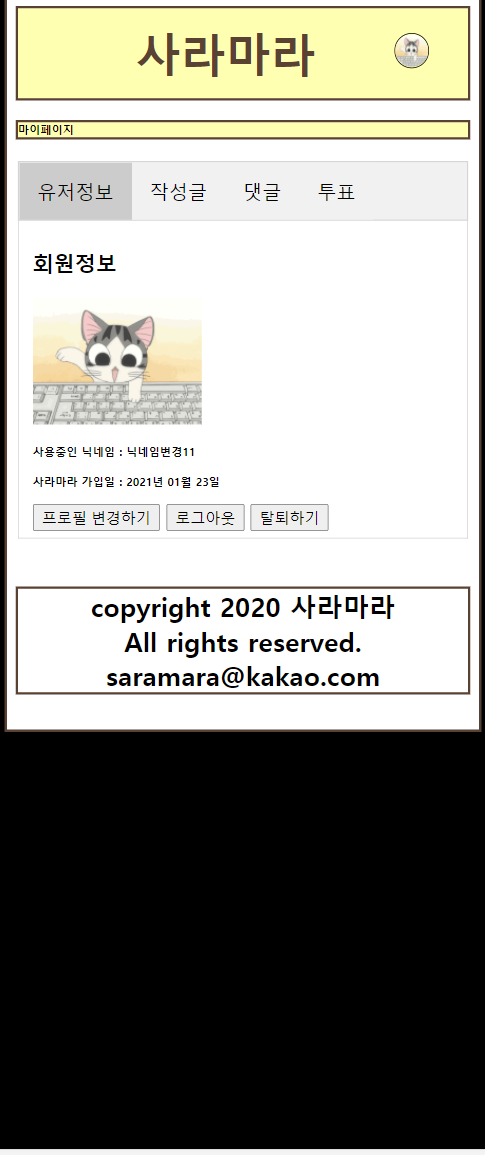 사라마라
마이페이지
유저정보 작성글 댓글 투표
회원정보
사용중인 닉네임 : 닉네임변경11
사라마라 가입일 : 2021년 01월 23일
프로필 변경하기 로그아웃 탈퇴하기
copyright 2020 사라마라
All rights reserved.
saramara@kakao.com